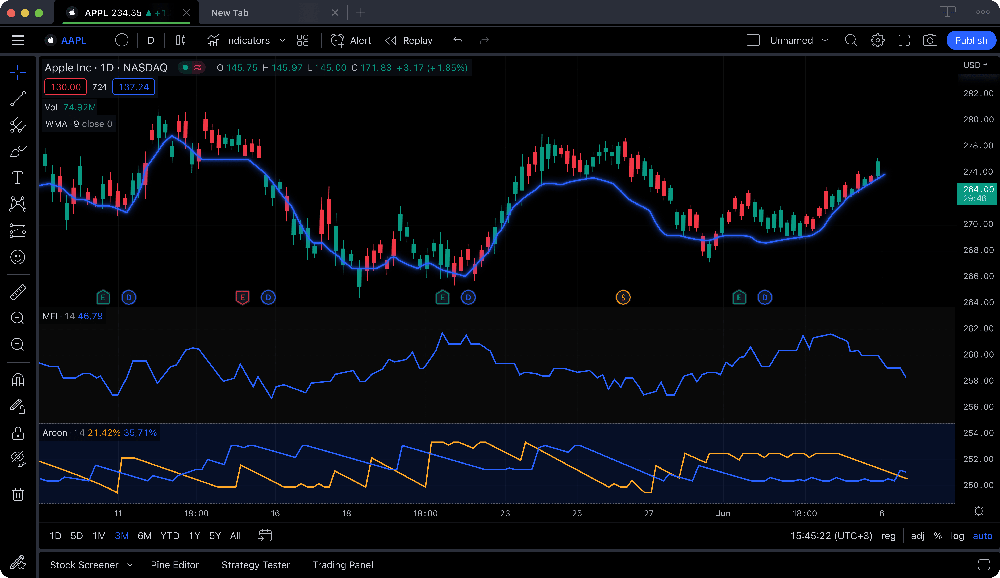 APPL 234.35 ▲ +1.
New Tab
AAPL
D
Indicators
Alert
Replay
Unnamed
Publish
Apple Inc · 1D · NASDAQ
O 145.75 H 145.97 L 145.00 C 171.83 +3.17 (+1.85%)
USD
130.00 7.24 137.24
Vol 74.92M
WMA 9 close 0
282.00
280.00
278.00
274.00
264.00
29:46
270.00
268.00
266.00
264.00
E D E D E D S E D
MFI 14 46,79
262.00
260.00
258.00
256.00
Aroon 14 21.42% 35,71%
254.00
252.00
250.00
11 18:00 16 18 18:00 23 25 27 Jun 18:00 6
1D 5D 1M 3M 6M YTD 1Y 5Y All
15:45:22 (UTC+3) reg adj % log auto
Stock Screener Pine Editor Strategy Tester Trading Panel